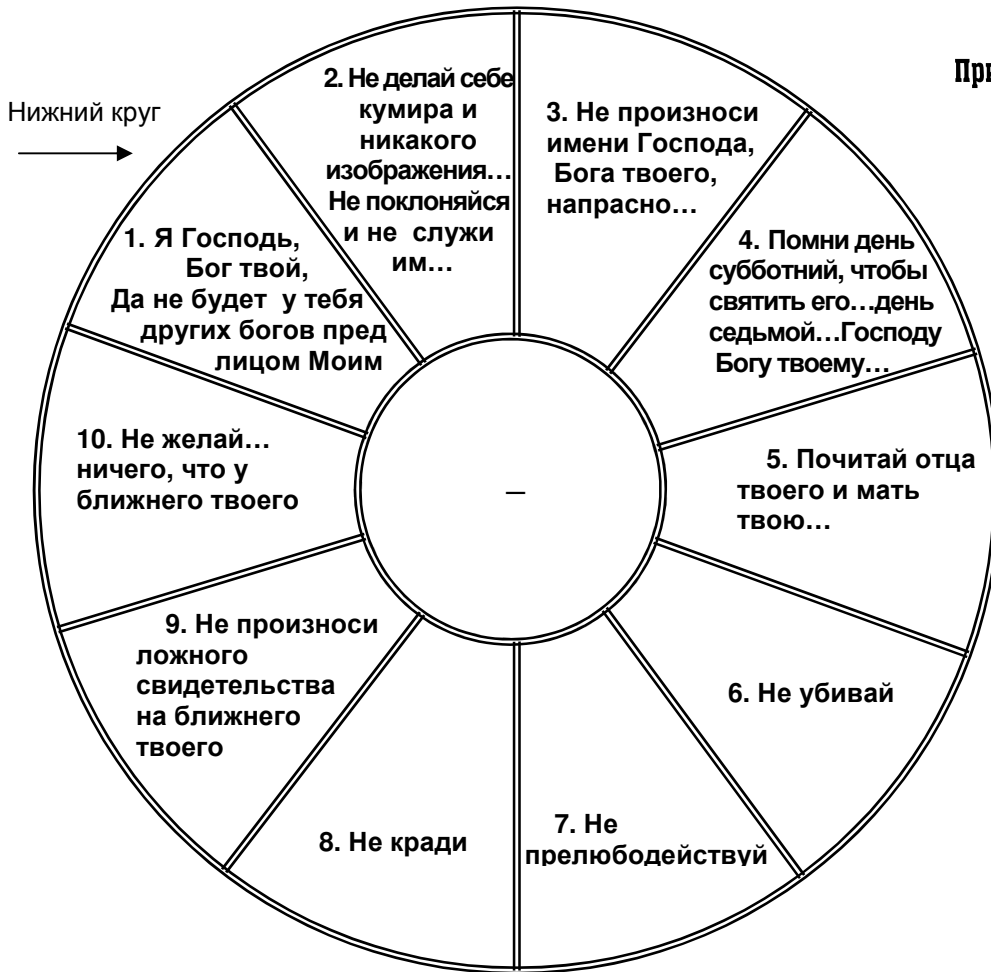 Нижний круг
1. Я Господь,
Бог твой,
Да не будет у тебя
других богов пред
лицом Моим
2. Не делай себе
кумира и
никакого
изображения…
Не поклоняйся
и не служи
им…
3. Не произноси
имени Господа,
Бога твоего,
напрасно…
4. Помни день
субботний, чтобы
святить его…день
седьмой…Господу
Богу твоему…
5. Почитай отца
твоего и мать
твою…
6. Не убивай
7. Не
прелюбодействуй
8. Не кради
9. Не произноси
ложного
свидетельства
на ближнего
твоего
10. Не желай…
ничего, что у
ближнего твоего